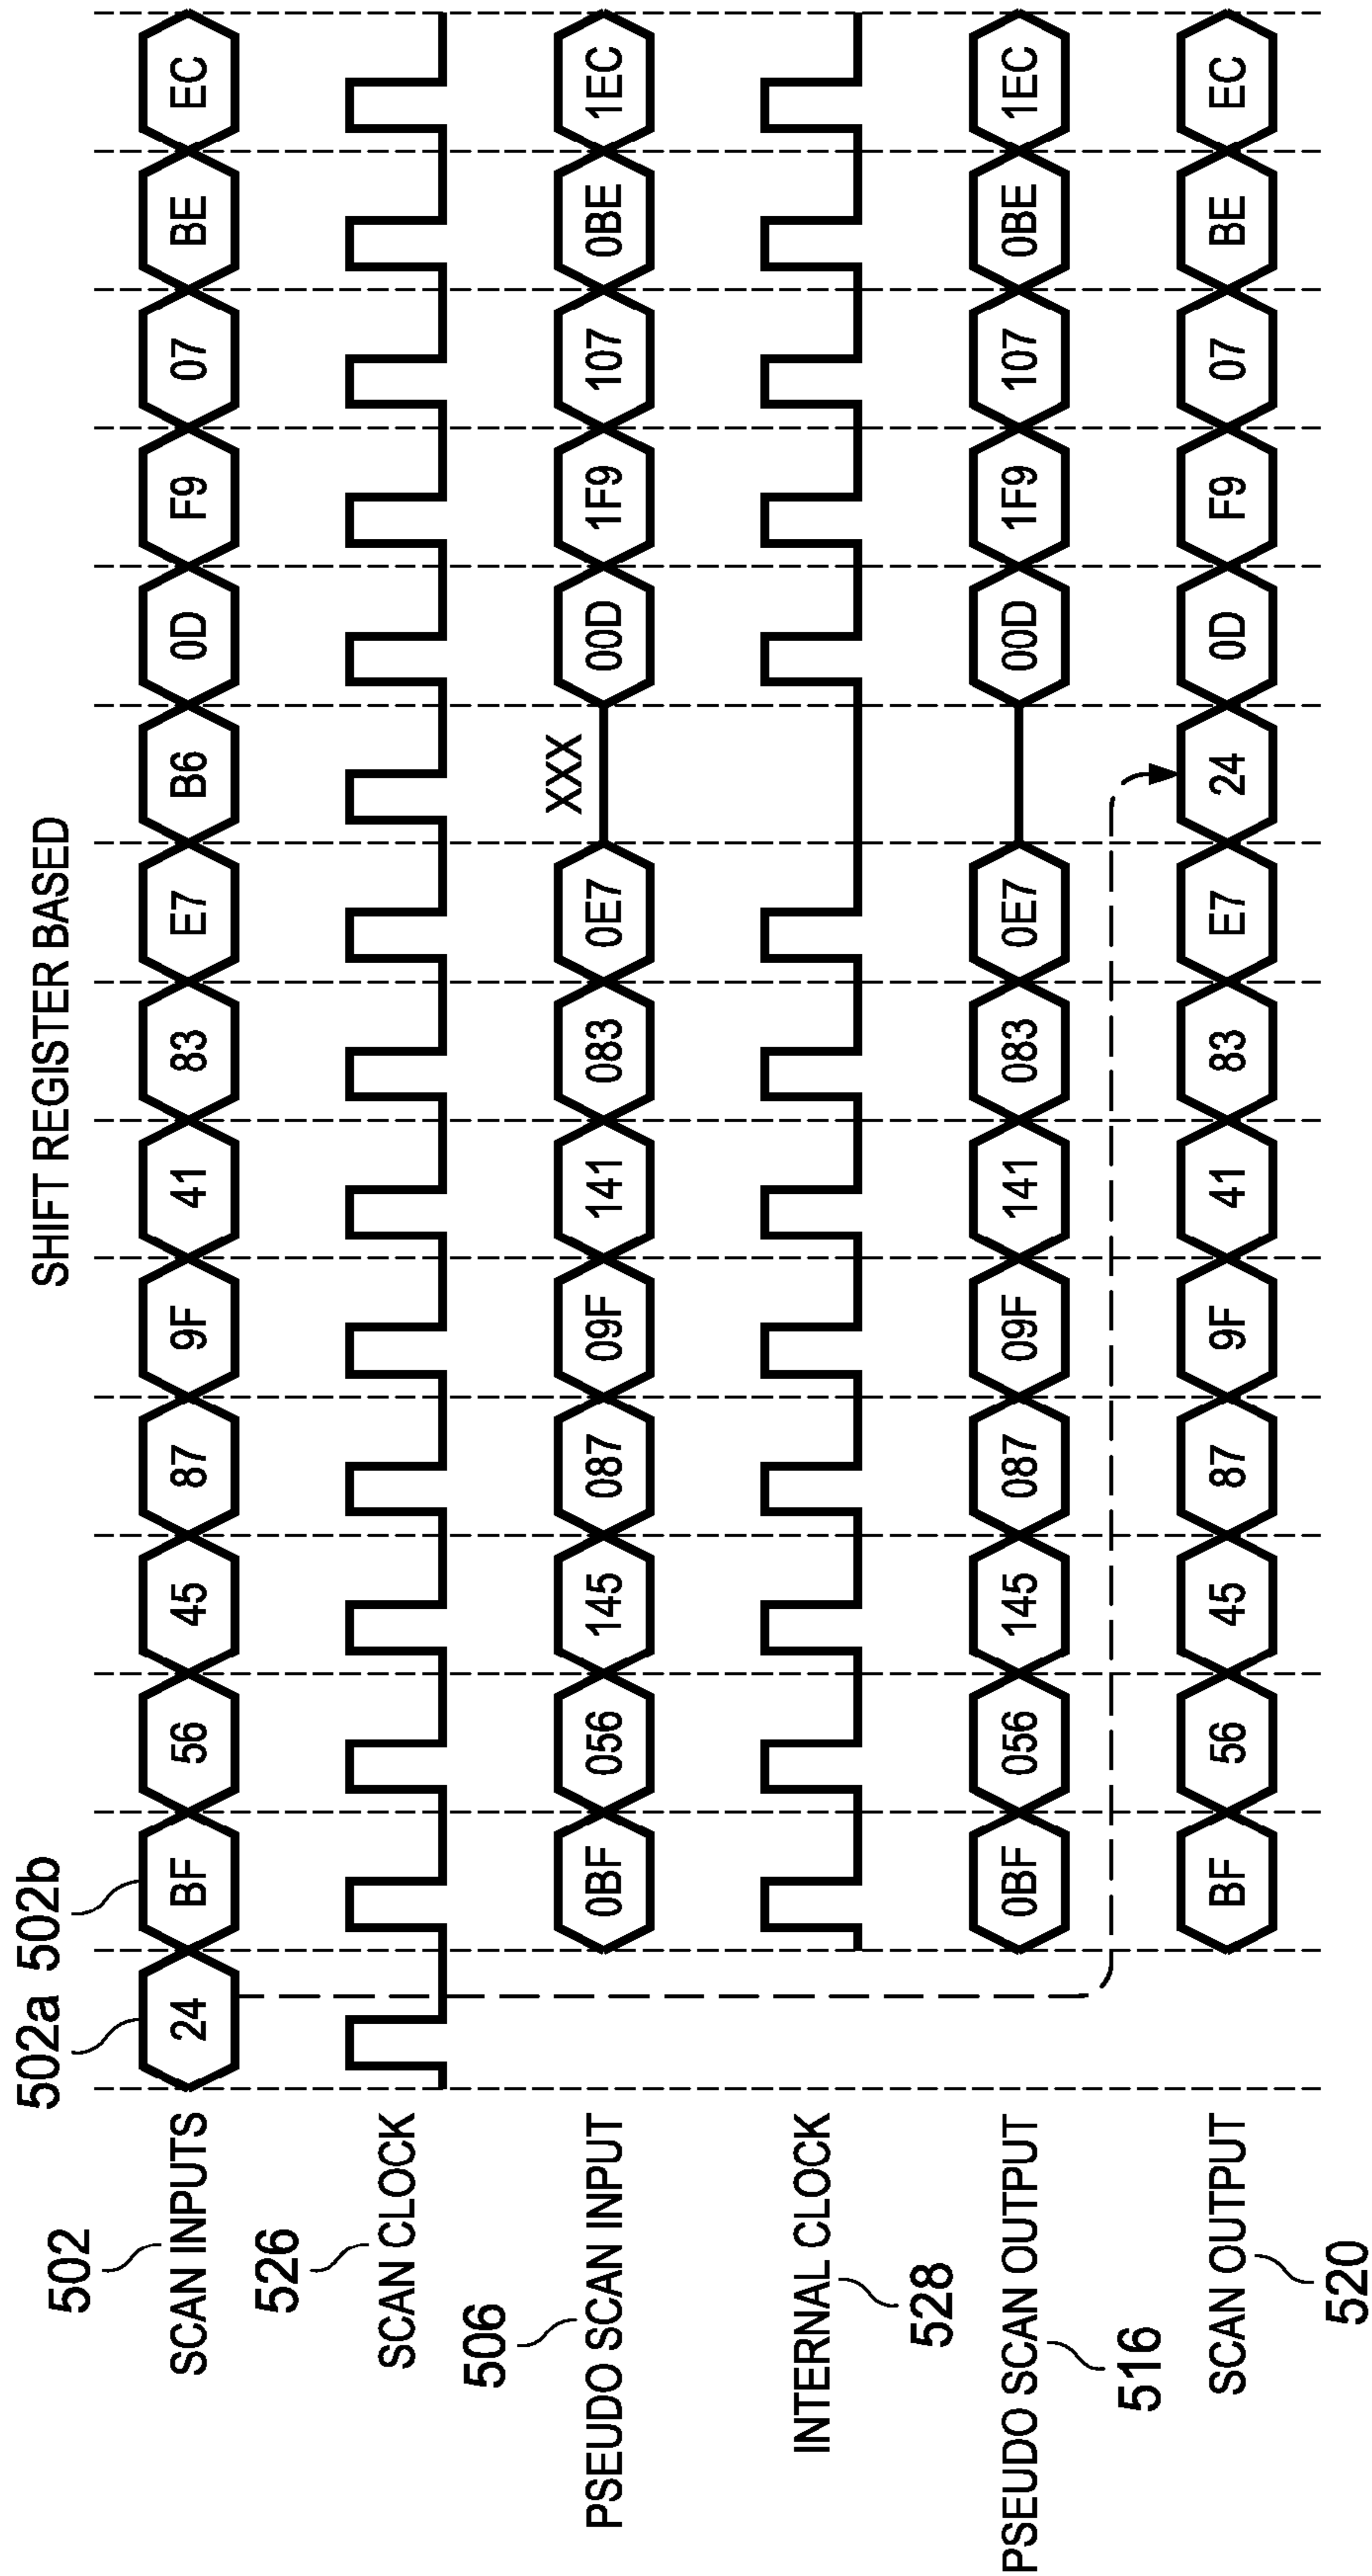 SHIFT REGISTER BASED
502a 502b
502
SCAN INPUTS
24 BF 56 45 87 9F 41 83 E7 B6 0D F9 07 BE EC
526
SCAN CLOCK
506
PSEUDO SCAN INPUT
0BF 056 145 087 09F 141 083 0E7 XXX 00D 1F9 107 0BE 1EC
INTERNAL CLOCK
528
PSEUDO SCAN OUTPUT
0BF 056 145 087 09F 141 083 0E7 00D 1F9 107 0BE 1EC
516
SCAN OUTPUT
BF 56 45 87 9F 41 83 E7 24 0D F9 07 BE EC
520